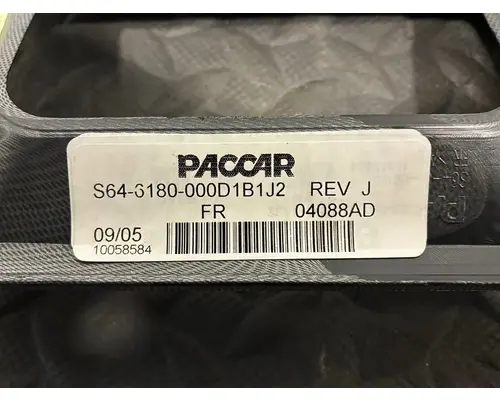 PACCAR
S64-6180-000D1B1J2 REV J
FR 04088AD
09/05
10058584